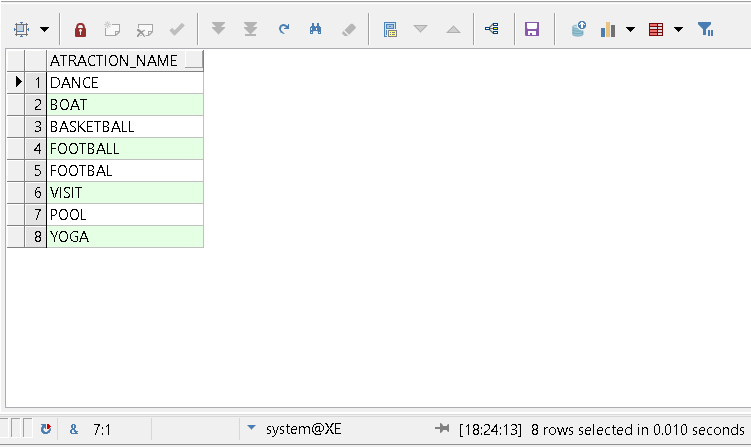 ATRACTION_NAME
1 DANCE
2 BOAT
3 BASKETBALL
4 FOOTBALL
5 FOOTBAL
6 VISIT
7 POOL
8 YOGA
& 7:1 system@XE [18:24:13] 8 rows selected in 0.010 seconds